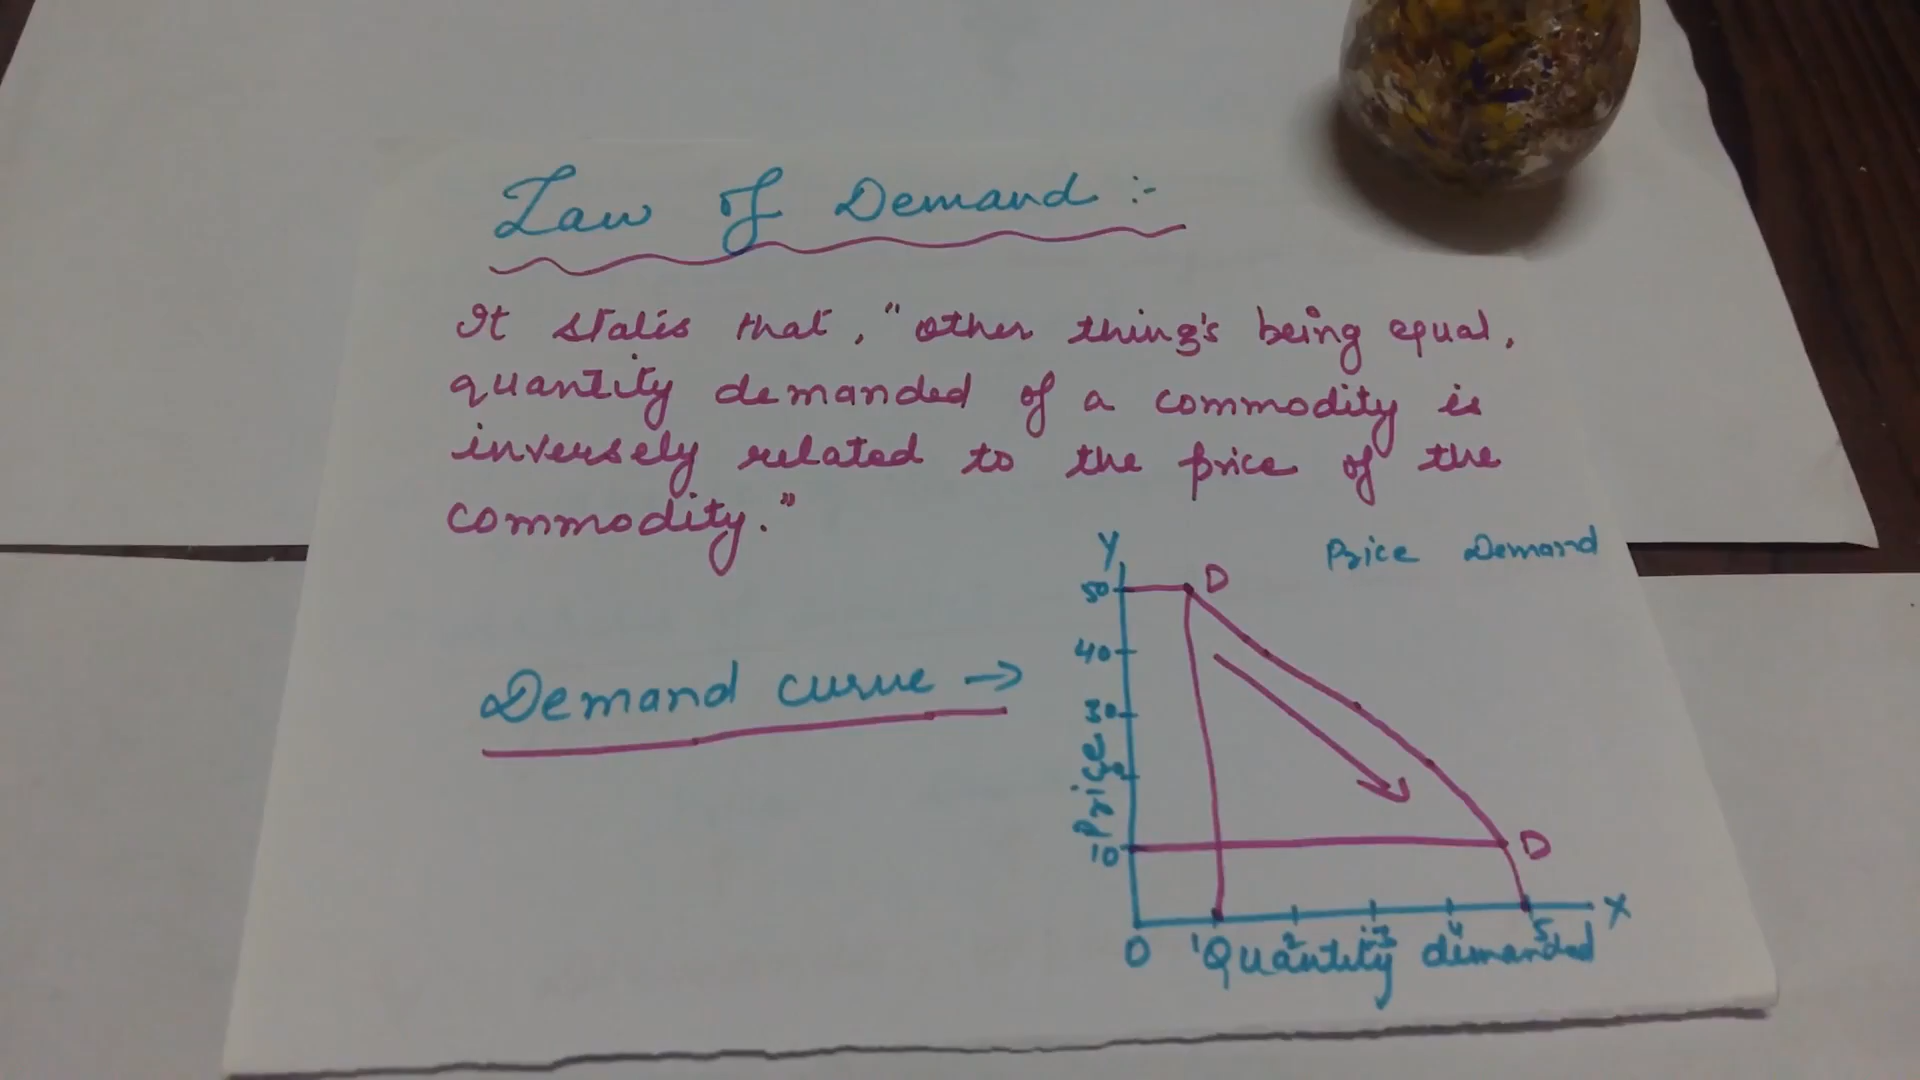 Law of Demand :-
It states that, "other thing's being equal,
quantity demanded of a commodity is
inversely related to the price of the
commodity."
Price Demand
Demand curve →
Y
50
D
40
30
20
Price
10
D
X
0 1 2 3 4 5
Quantity demanded